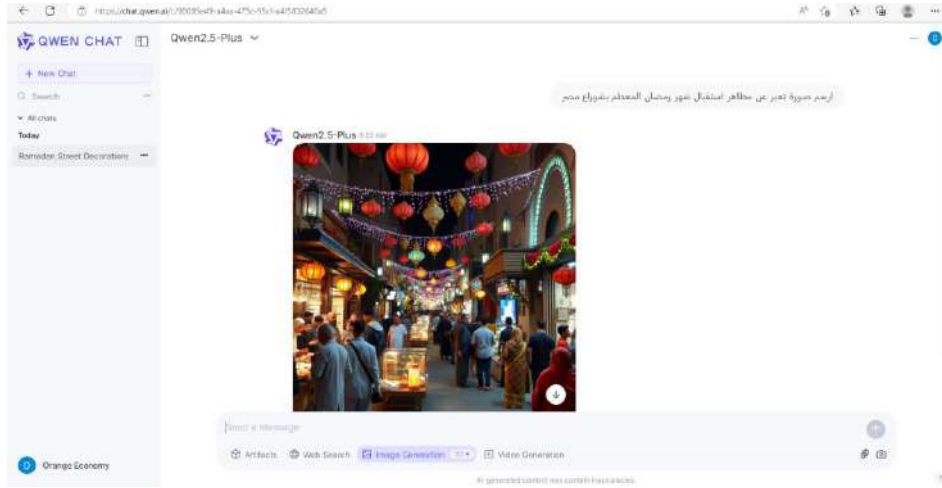 QWEN CHAT
Qwen2.5-Plus
+ New Chat
Search
All chats
Today
Ramadan Street Decorations
ارسم صورة تعبر عن مظاهر استقبال شهر رمضان المعظم بشوراع مصر
Qwen2.5-Plus
Send a Message
Artifacts
Web Search
Image Generation
Video Generation
Orange Economy
AI-generated content may contain inaccuracies.